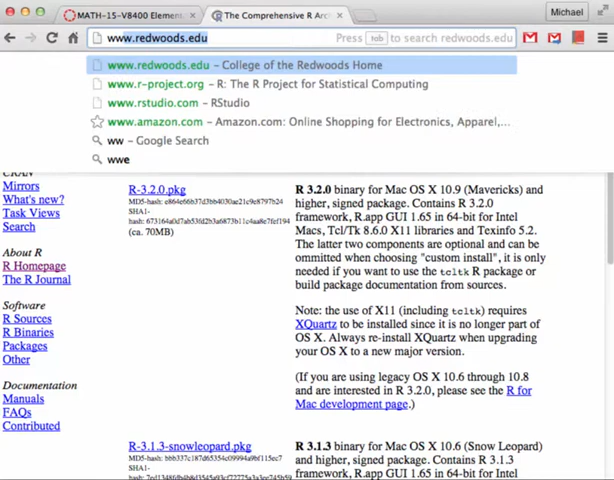 MATH-15-V8400 Elemen
The Comprehensive R Arc
Michael
www.redwoods.edu
Press tab to search redwoods.edu
www.redwoods.edu – College of the Redwoods Home
www.r-project.org – R: The R Project for Statistical Computing
www.rstudio.com – RStudio
www.amazon.com – Amazon.com: Online Shopping for Electronics, Apparel,...
ww – Google Search
wwe
CRAN
Mirrors
What's new?
Task Views
Search
About R
R Homepage
The R Journal
Software
R Sources
R Binaries
Packages
Other
Documentation
Manuals
FAQs
Contributed
R-3.2.0.pkg
MD5-hash:
SHA1-
hash:
(ca. 70MB)
R 3.2.0 binary for Mac OS X 10.9 (Mavericks) and
higher, signed package. Contains R 3.2.0
framework, R.app GUI 1.65 in 64-bit for Intel
Macs, Tcl/Tk 8.6.0 X11 libraries and Texinfo 5.2.
The latter two components are optional and can be
ommitted when choosing "custom install", it is only
needed if you want to use the tcltk R package or
build package documentation from sources.
Note: the use of X11 (including tcltk) requires
XQuartz to be installed since it is no longer part of
OS X. Always re-install XQuartz when upgrading
your OS X to a new major version.
(If you are using legacy OS X 10.6 through 10.8
and are interested in R 3.2.0, please see the R for
Mac development page.)
R-3.1.3-snowleopard.pkg
MD5-hash:
SHA1-
R 3.1.3 binary for Mac OS X 10.6 (Snow Leopard)
and higher, signed package. Contains R 3.1.3
framework, R.app GUI 1.65 in 64-bit for Intel